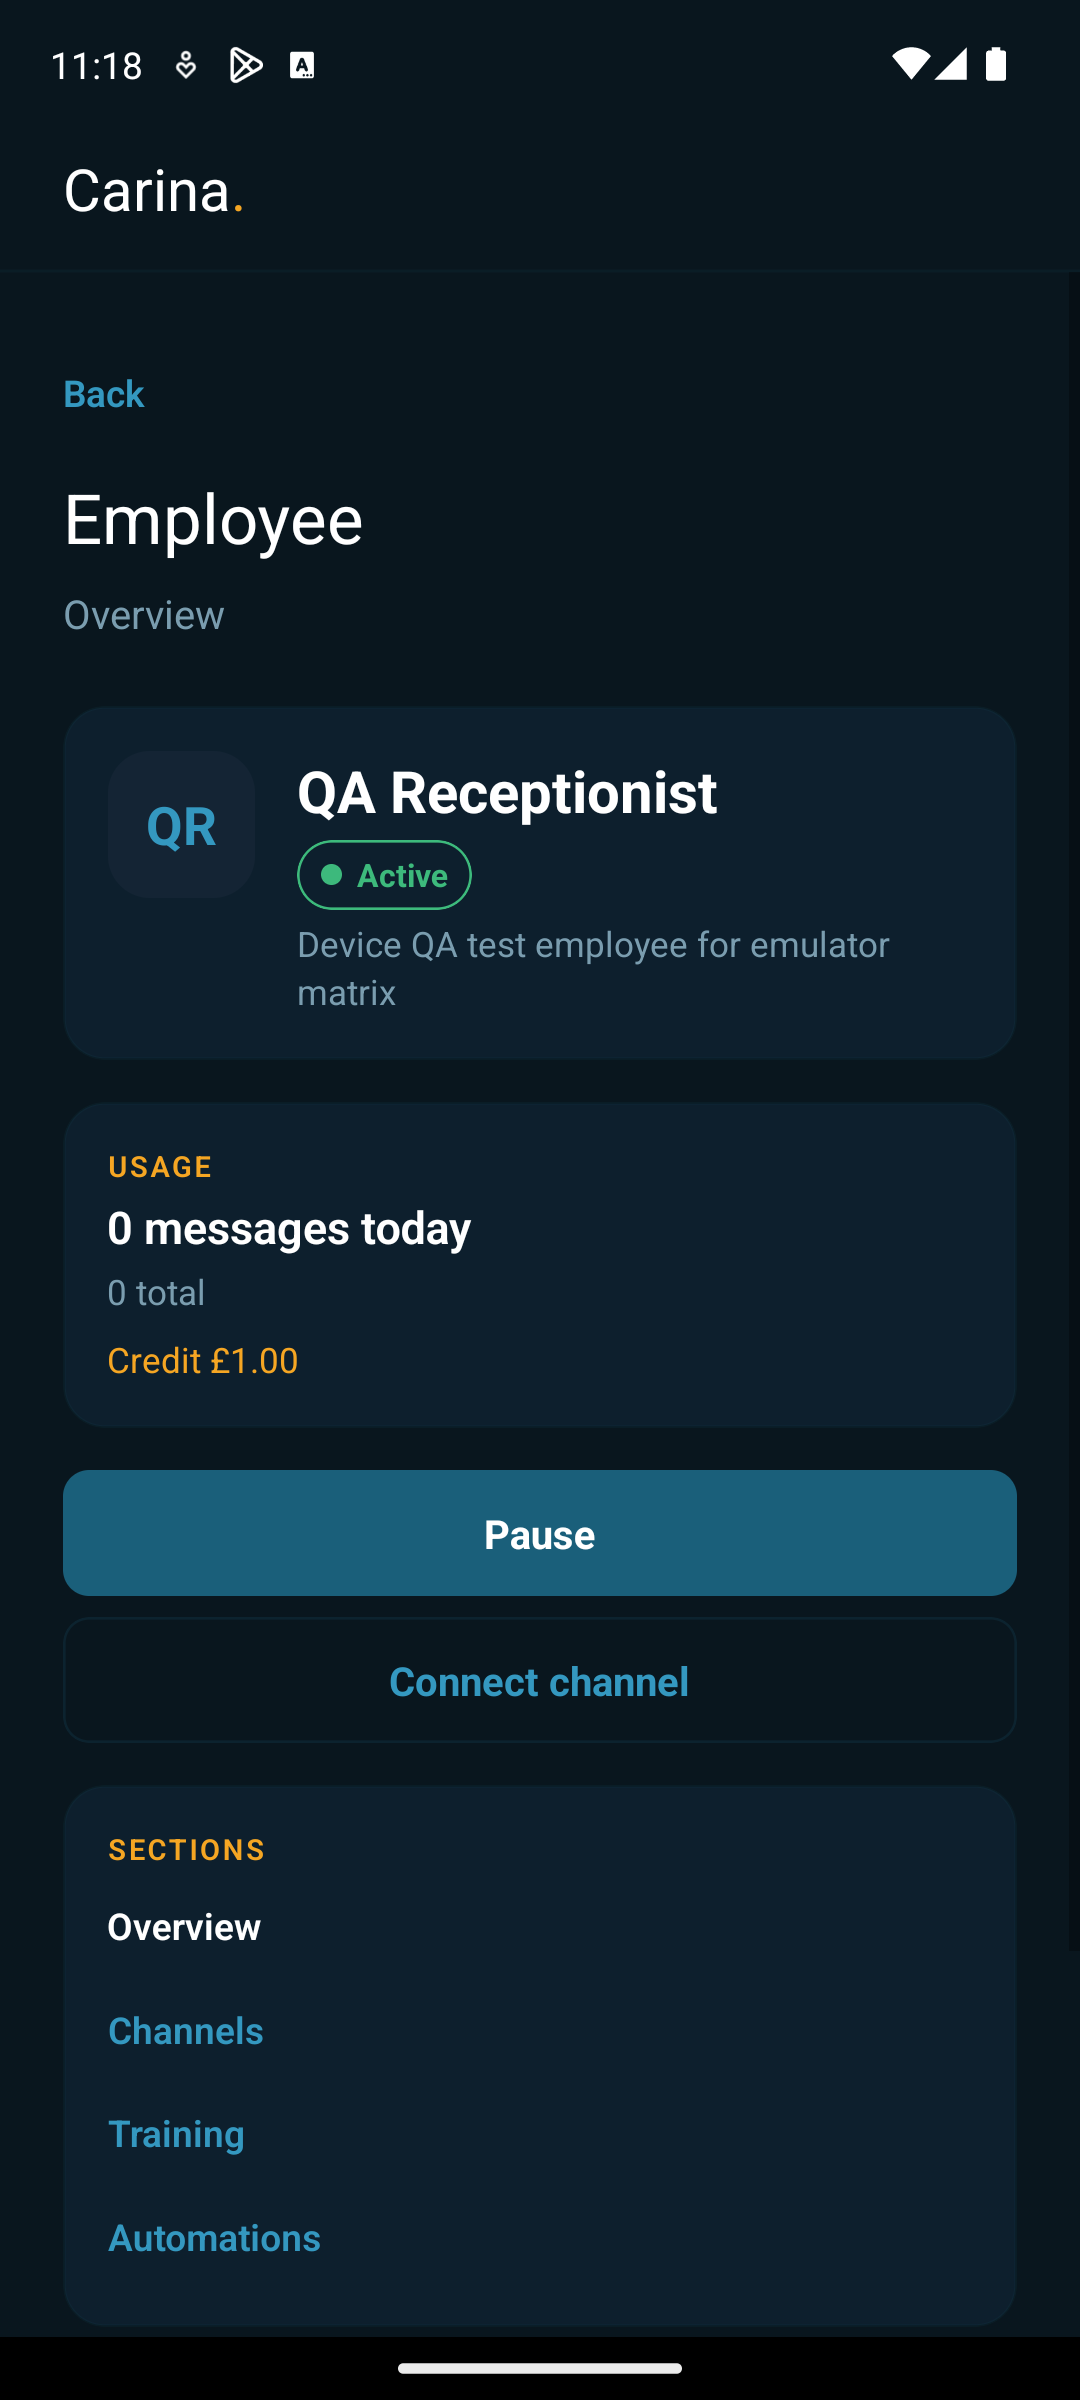 11:18
Carina.
Back
Employee
Overview
QR
QA Receptionist
Active
Device QA test employee for emulator
matrix
USAGE
0 messages today
0 total
Credit £1.00
Pause
Connect channel
SECTIONS
Overview
Channels
Training
Automations